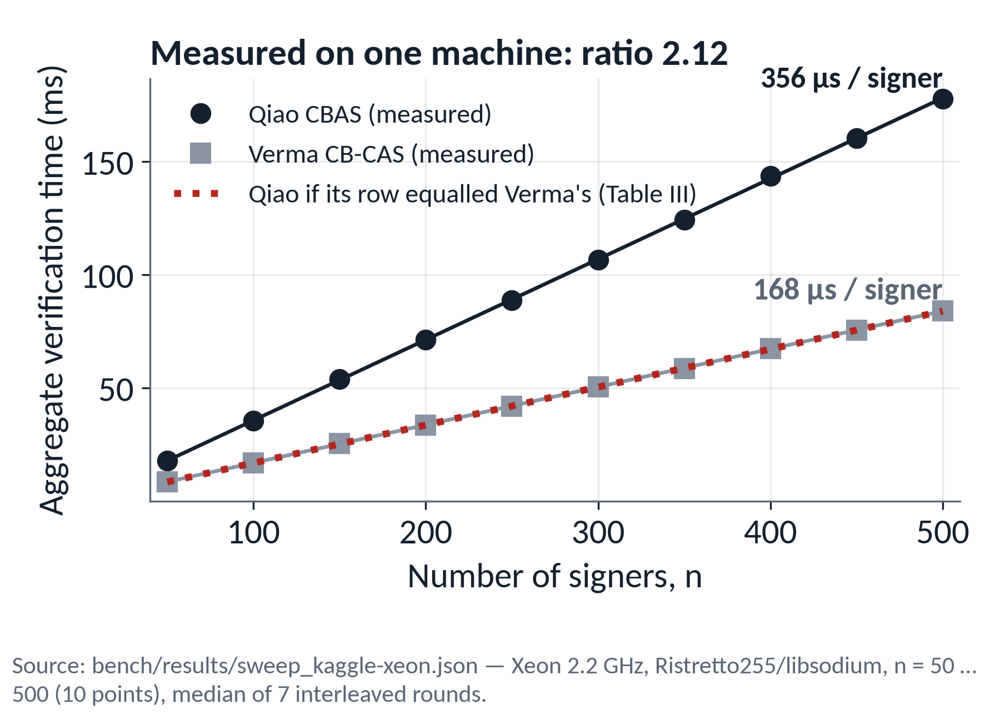 Measured on one machine: ratio 2.12
356 µs / signer
Qiao CBAS (measured)
Verma CB-CAS (measured)
Qiao if its row equalled Verma's (Table III)
168 µs / signer
Aggregate verification time (ms)
150
100
50
100 200 300 400 500
Number of signers, n
Source: bench/results/sweep_kaggle-xeon.json — Xeon 2.2 GHz, Ristretto255/libsodium, n = 50 …
500 (10 points), median of 7 interleaved rounds.